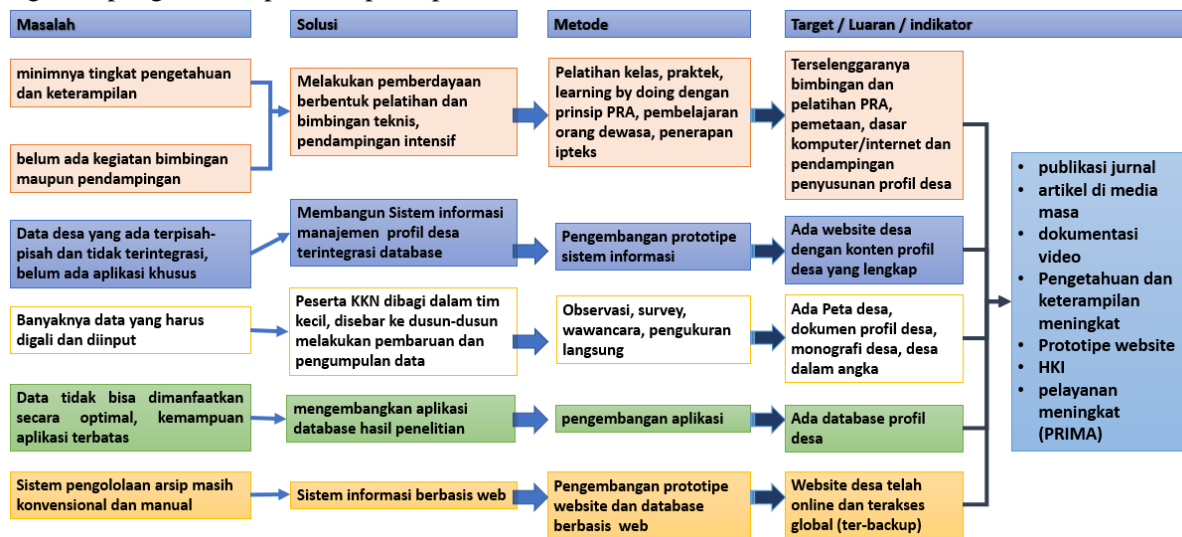 Masalah
Solusi
Metode
Target / Luaran / indikator
minimnya tingkat pengetahuan
dan keterampilan
belum ada kegiatan bimbingan
maupun pendampingan
Melakukan pemberdayaan
berbentuk pelatihan dan
bimbingan teknis,
pendampingan intensif
Pelatihan kelas, praktek,
learning by doing dengan
prinsip PRA, pembelajaran
orang dewasa, penerapan
ipteks
Terselenggaranya
bimbingan dan
pelatihan PRA,
pemetaan, dasar
komputer/internet dan
pendampingan
penyusunan profil desa
Data desa yang ada terpisah-
pisah dan tidak terintegrasi,
belum ada aplikasi khusus
Membangun Sistem informasi
manajemen profil desa
terintegrasi database
Pengembangan prototipe
sistem informasi
Ada website desa
dengan konten profil
desa yang lengkap
Banyaknya data yang harus
digali dan diinput
Peserta KKN dibagi dalam tim
kecil, disebar ke dusun-dusun
melakukan pembaruan dan
pengumpulan data
Observasi, survey,
wawancara, pengukuran
langsung
Ada Peta desa,
dokumen profil desa,
monografi desa, desa
dalam angka
Data tidak bisa dimanfaatkan
secara optimal, kemampuan
aplikasi terbatas
mengembangkan aplikasi
database hasil penelitian
pengembangan aplikasi
Ada database profil
desa
Sistem pengololaan arsip masih
konvensional dan manual
Sistem informasi berbasis web
Pengembangan prototipe
website dan database
berbasis web
Website desa telah
online dan terakses
global (ter-backup)
• publikasi jurnal
• artikel di media
masa
• dokumentasi
video
• Pengetahuan dan
keterampilan
meningkat
• Prototipe website
• HKI
• pelayanan
meningkat
(PRIMA)